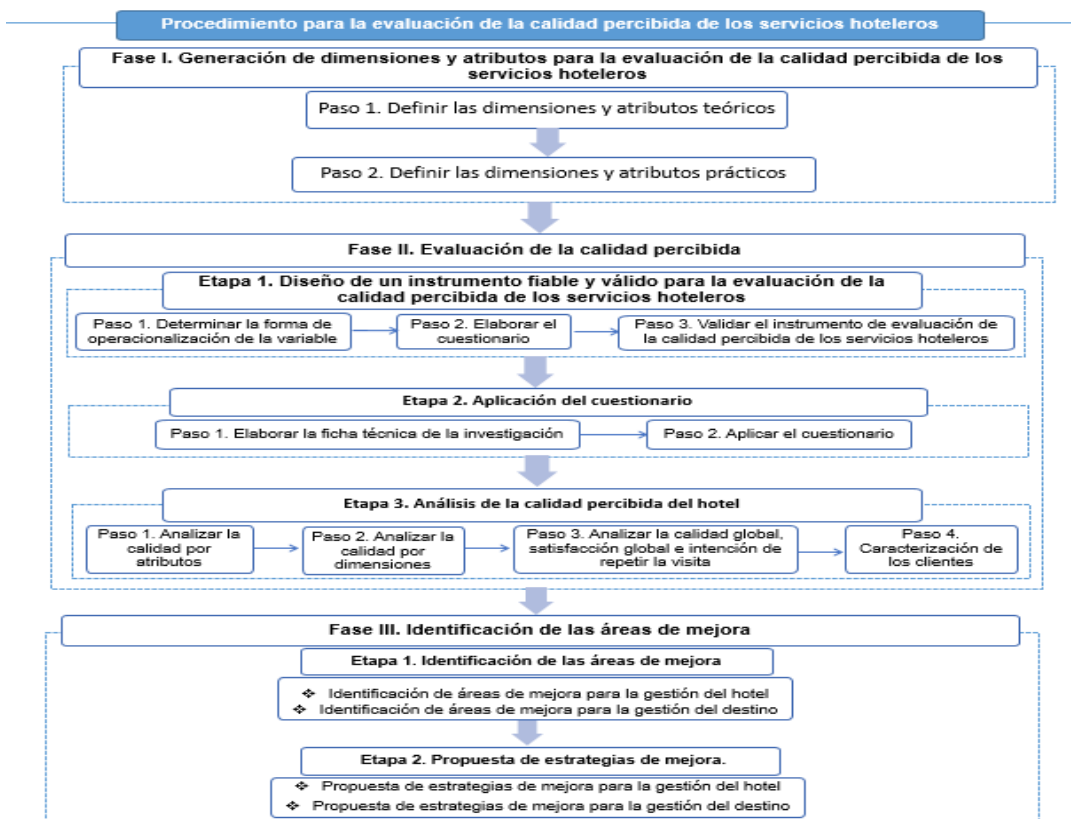 Procedimiento para la evaluación de la calidad percibida de los servicios hoteleros
Fase I. Generación de dimensiones y atributos para la evaluación de la calidad percibida de los
servicios hoteleros
Paso 1. Definir las dimensiones y atributos teóricos
Paso 2. Definir las dimensiones y atributos prácticos
Fase II. Evaluación de la calidad percibida
Etapa 1. Diseño de un instrumento fiable y válido para la evaluación de la
calidad percibida de los servicios hoteleros
Paso 1. Determinar la forma de
operacionalización de la variable
Paso 2. Elaborar el
cuestionario
Paso 3. Validar el instrumento de evaluación de
la calidad percibida de los servicios hoteleros
Etapa 2. Aplicación del cuestionario
Paso 1. Elaborar la ficha técnica de la investigación
Paso 2. Aplicar el cuestionario
Etapa 3. Análisis de la calidad percibida del hotel
Paso 1. Analizar la
calidad por
atributos
Paso 2. Analizar la
calidad por
dimensiones
Paso 3. Analizar la calidad global,
satisfacción global e intención de
repetir la visita
Paso 4.
Caracterización de
los clientes
Fase III. Identificación de las áreas de mejora
Etapa 1. Identificación de las áreas de mejora
❖ Identificación de áreas de mejora para la gestión del hotel
❖ Identificación de áreas de mejora para la gestión del destino
Etapa 2. Propuesta de estrategias de mejora.
❖ Propuesta de estrategias de mejora para la gestión del hotel
❖ Propuesta de estrategias de mejora para la gestión del destino